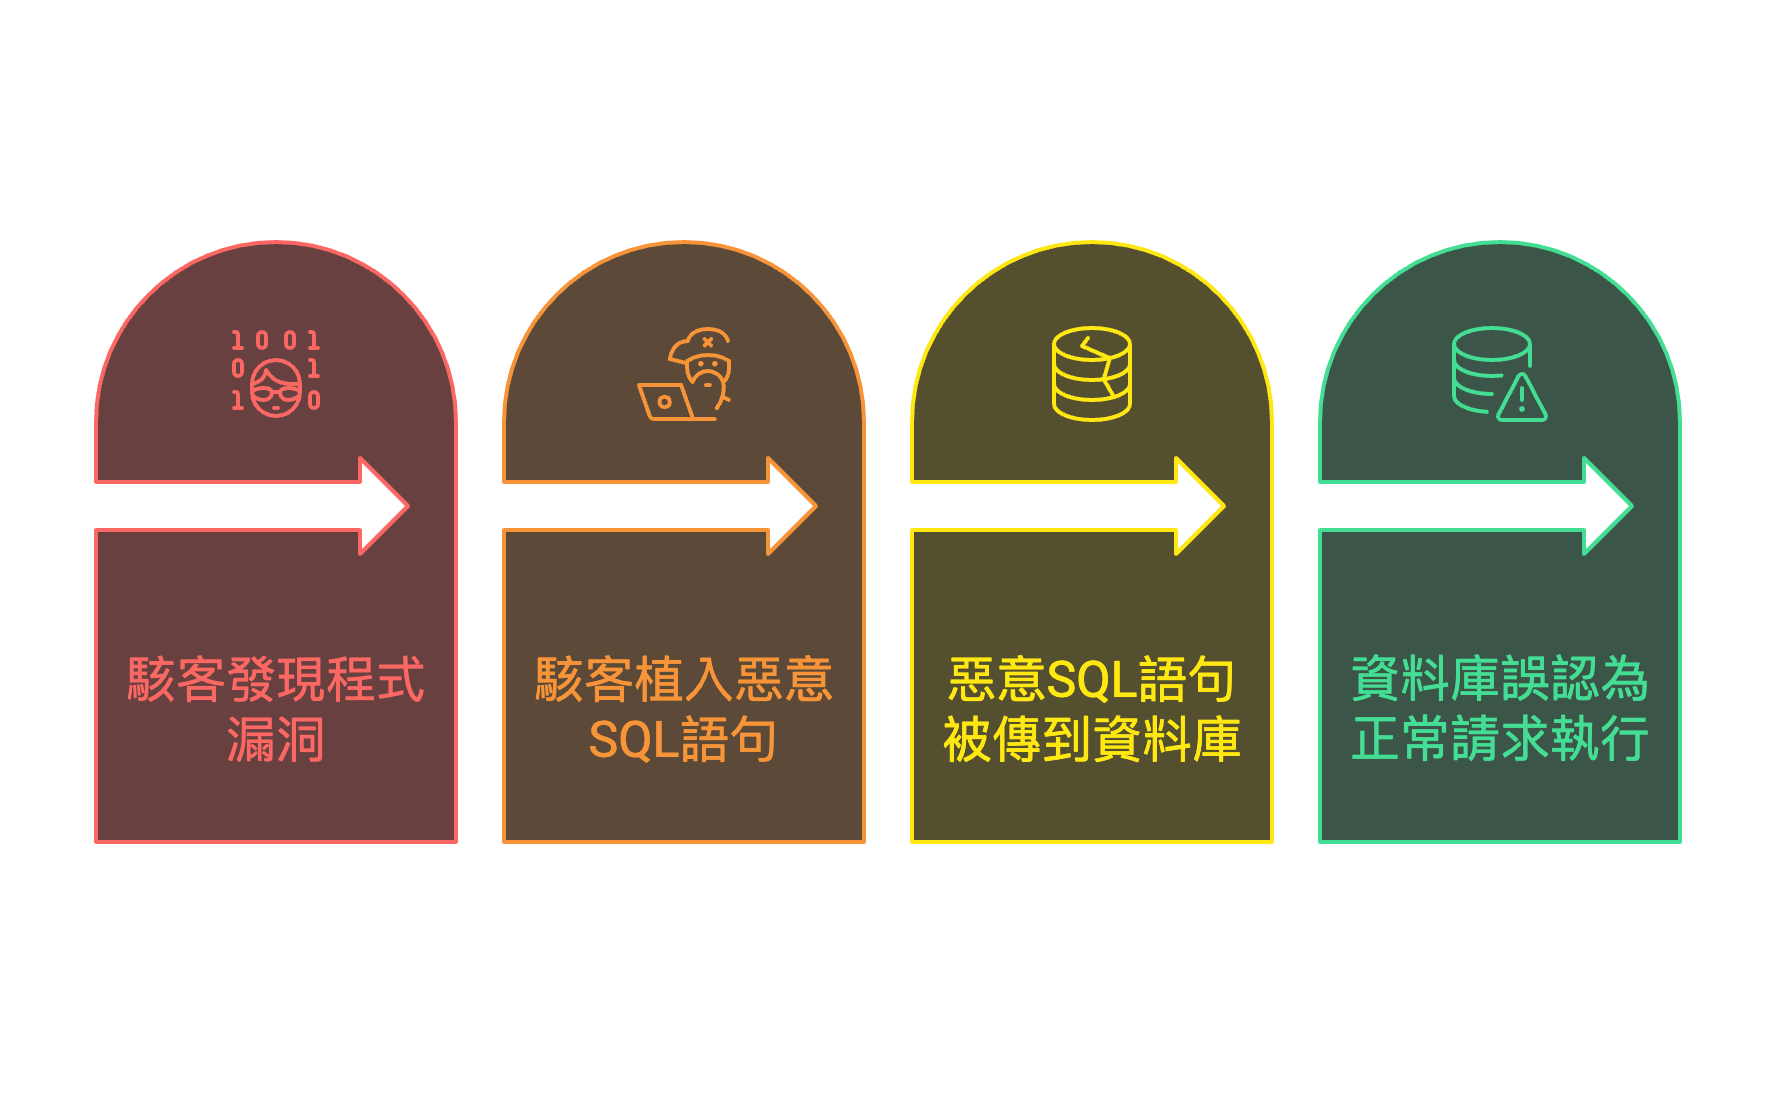 1 0 0 1
0 1
1 0
駭客發現程式
漏洞
駭客植入惡意
SQL語句
惡意SQL語句
被傳到資料庫
資料庫誤認為
正常請求執行